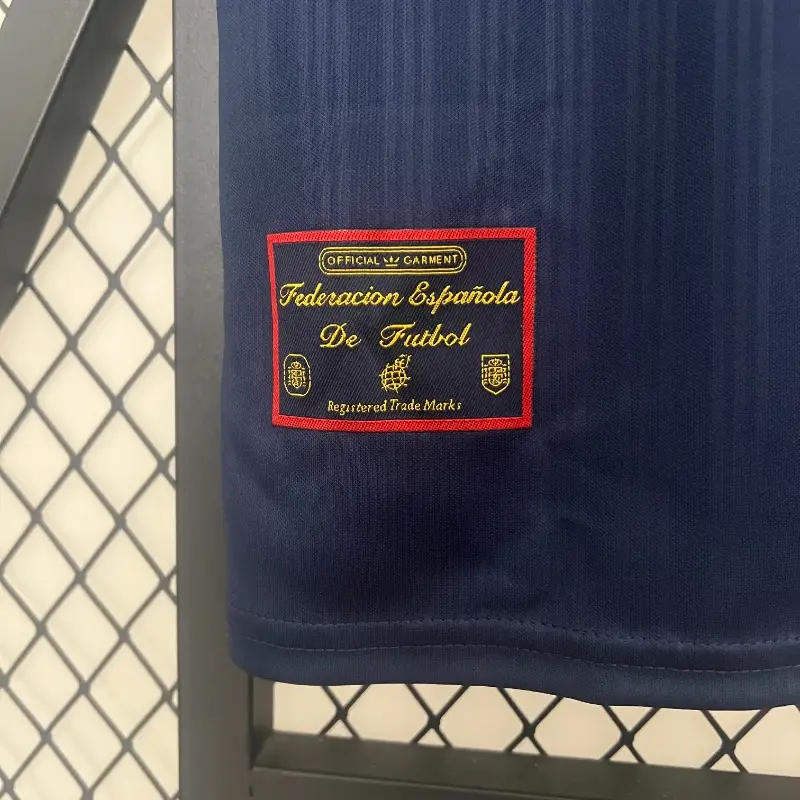 OFFICIAL GARMENT
Federacion Española
De Futbol
Registered Trade Marks